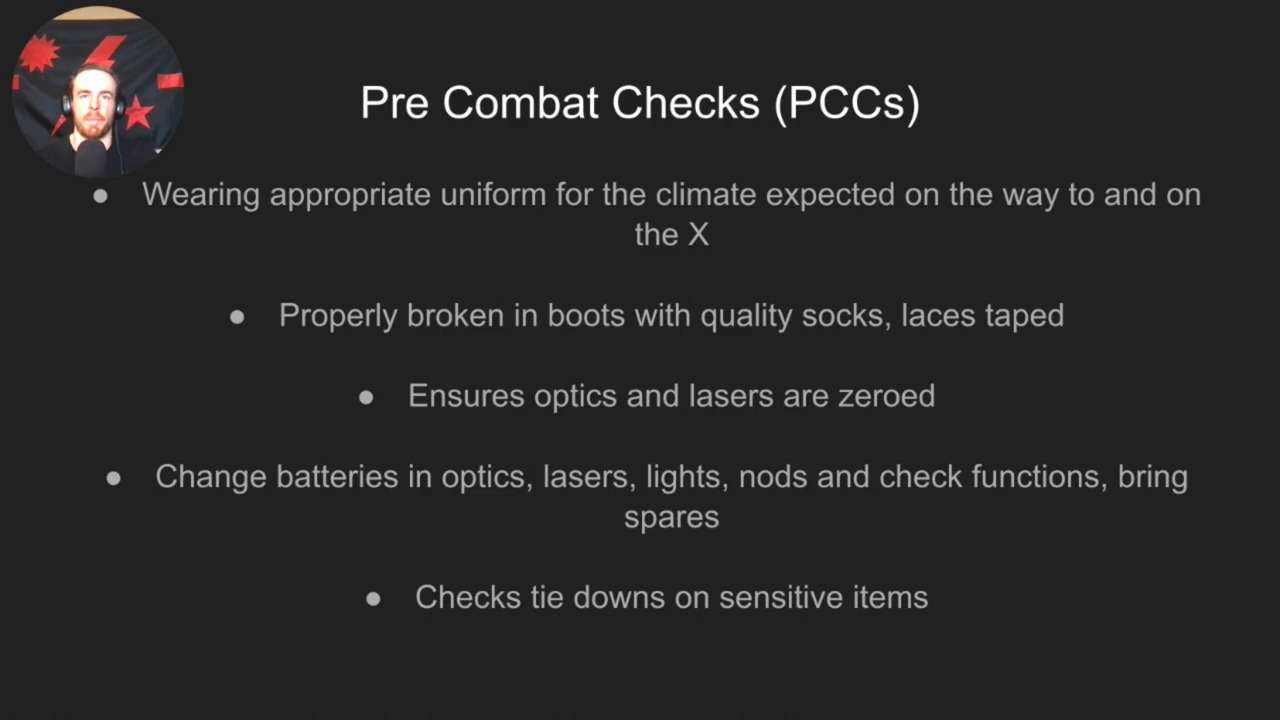 Pre Combat Checks (PCCs)
● Wearing appropriate uniform for the climate expected on the way to and on
the X
● Properly broken in boots with quality socks, laces taped
● Ensures optics and lasers are zeroed
● Change batteries in optics, lasers, lights, nods and check functions, bring
spares
● Checks tie downs on sensitive items